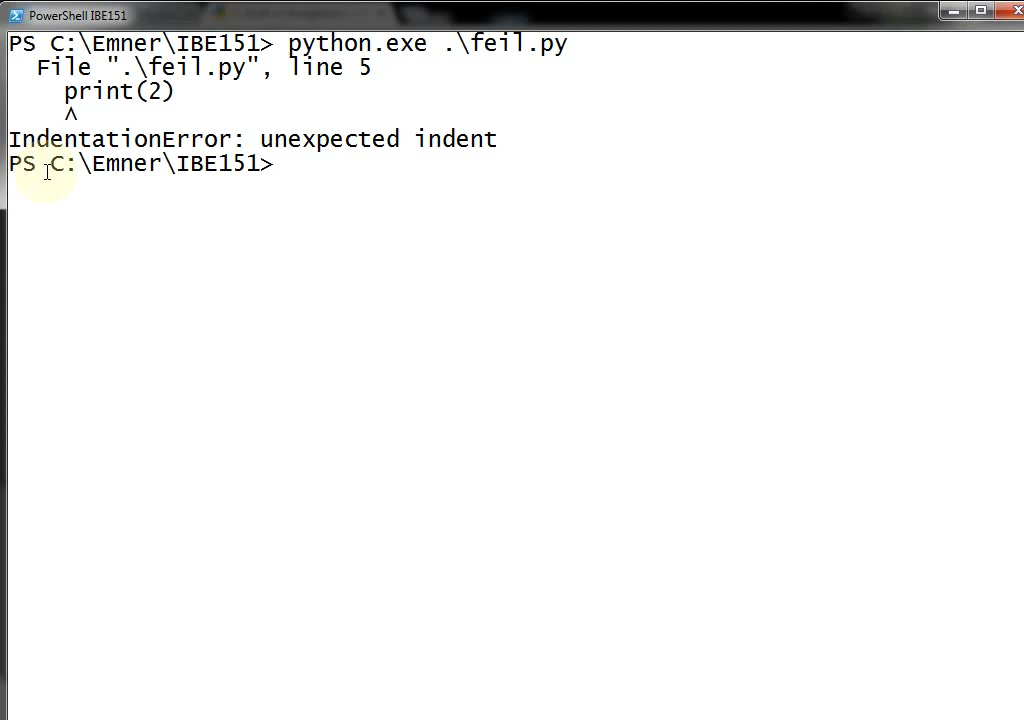 PowerShell IBE151
PS C:\Emner\IBE151> python.exe .\feil.py
  File ".\feil.py", line 5
    print(2)
    ^
IndentationError: unexpected indent
PS C:\Emner\IBE151>